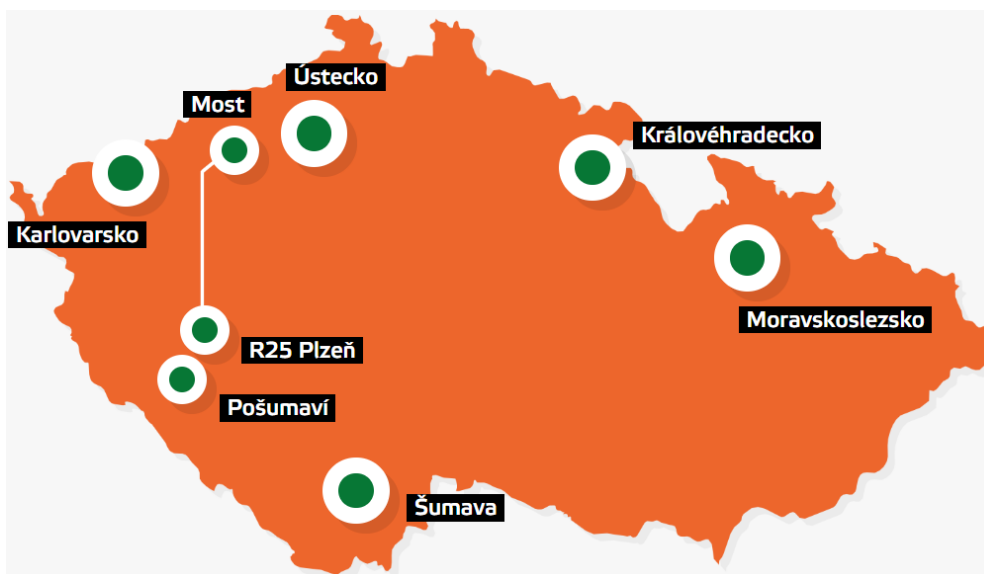 Ústecko
Most
Královéhradecko
Karlovarsko
Moravskoslezsko
R25 Plzeň
Pošumaví
Šumava